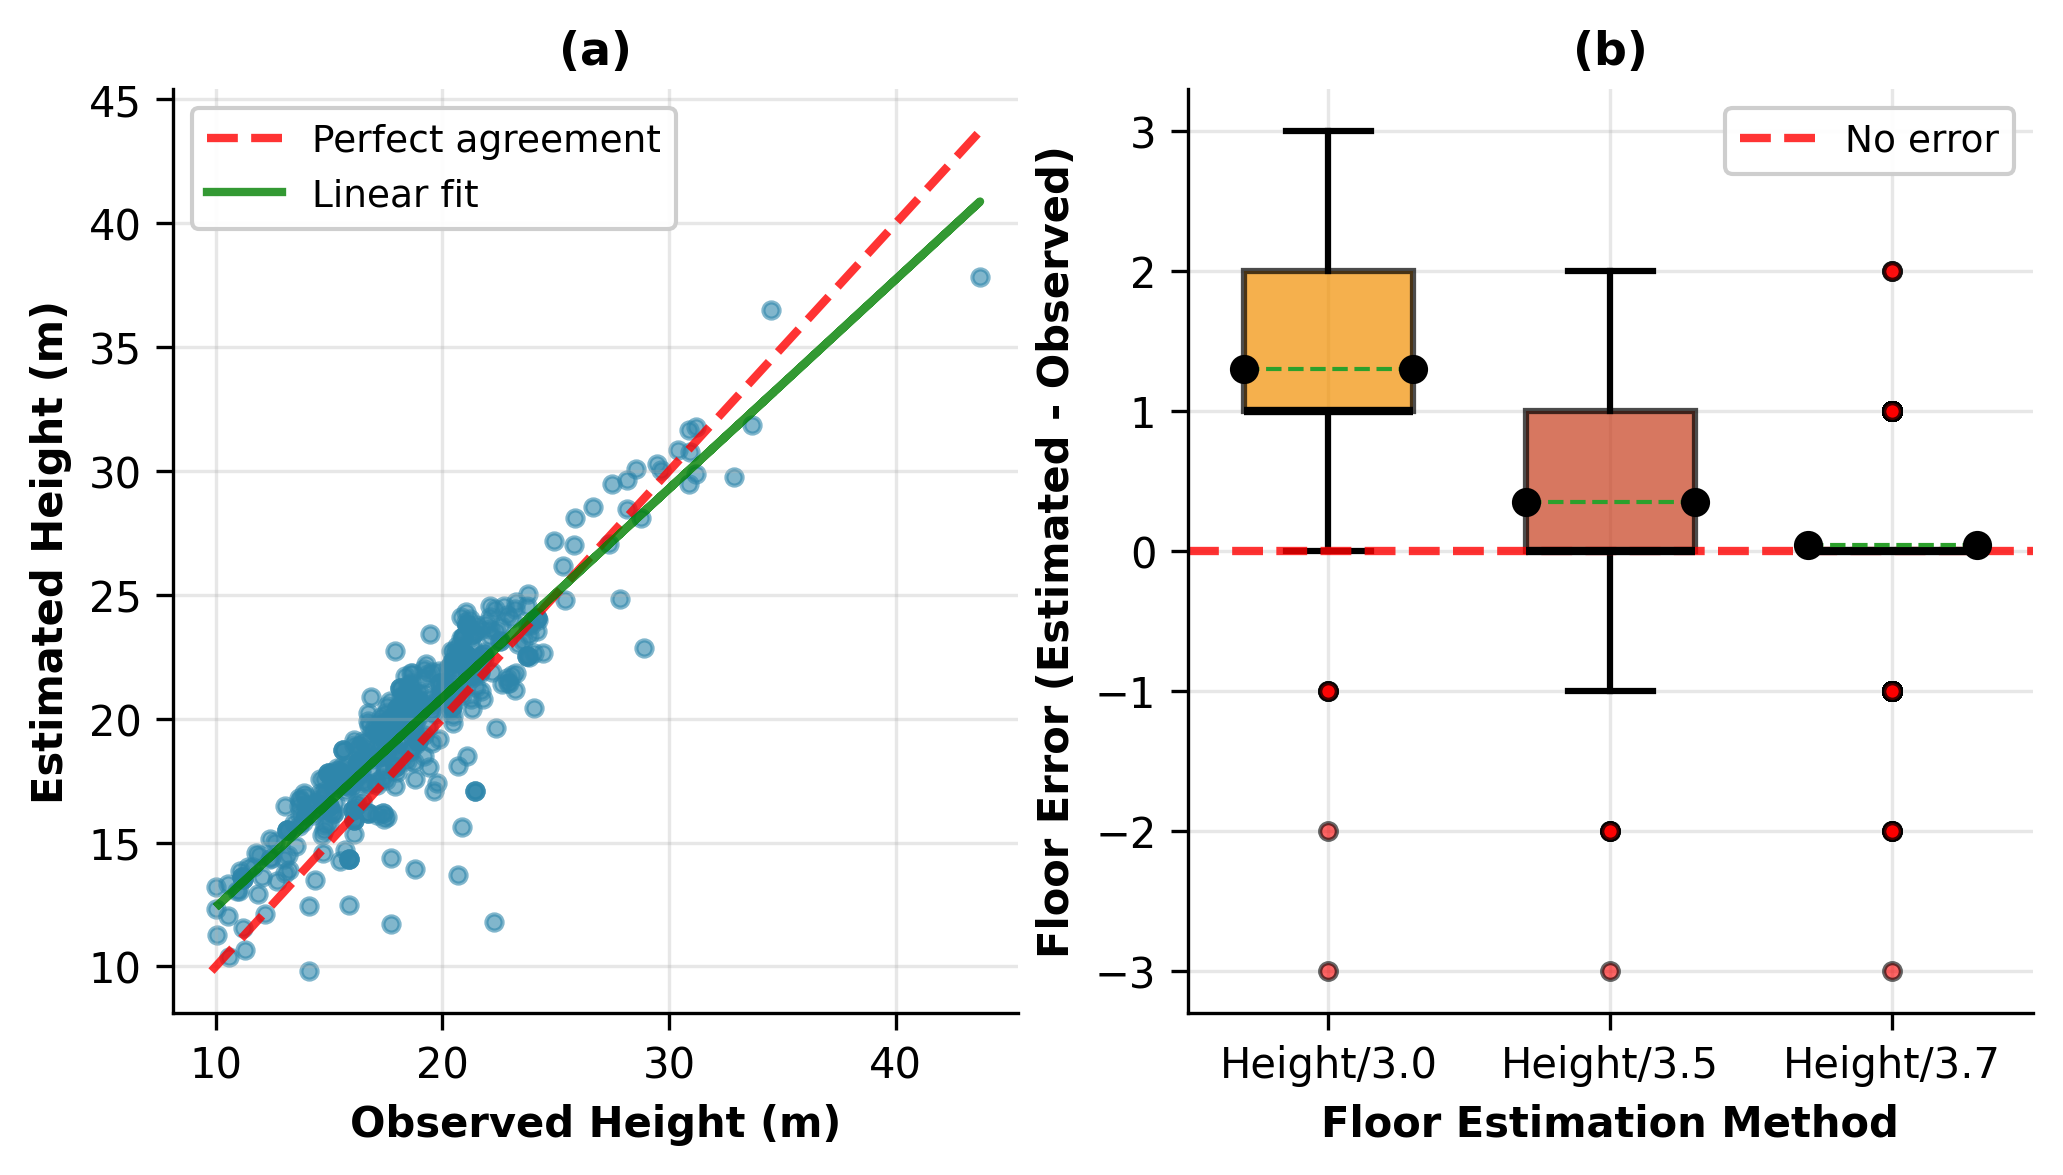 (a)
45
40
35
30
25
20
15
10
Estimated Height (m)
Perfect agreement
Linear fit
10 20 30 40
Observed Height (m)
(b)
3
2
1
0
−1
−2
−3
Floor Error (Estimated - Observed)
No error
Height/3.0 Height/3.5 Height/3.7
Floor Estimation Method